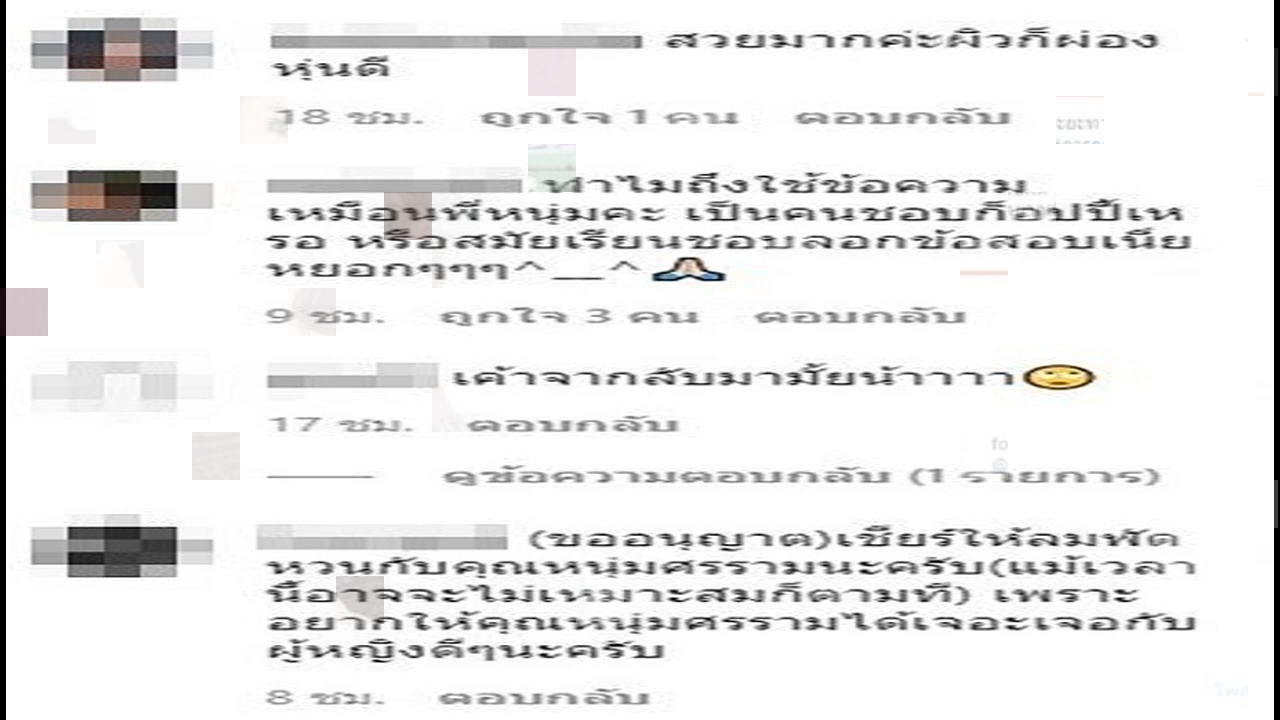 สวยมากค่ะผิวก็ผ่อง
หุ่นดี
18 ชม. ถูกใจ 1 คน ตอบกลับ
ทำไมถึงใช้ข้อความ
เหมือนพี่หนุ่มคะ เป็นคนชอบก็อปปี้เห
รอ หรือสมัยเรียนชอบลอกข้อสอบเนี่ย
หยอกๆๆๆ^__^🙏
9 ชม. ถูกใจ 3 คน ตอบกลับ
เค้าจากลับมามั้ยน้าาาา
17 ชม. ตอบกลับ
ดูข้อความตอบกลับ (1 รายการ)
(ขออนุญาต)เชียร์ให้ลมพัด
หวนกับคุณหนุ่มศรรามนะครับ(แม้เวลา
นี้อาจจะไม่เหมาะสมก็ตามที) เพราะ
อยากให้คุณหนุ่มศรรามได้เจอะเจอกับ
ผู้หญิงดีๆนะครับ
8 ชม. ตอบกลับ